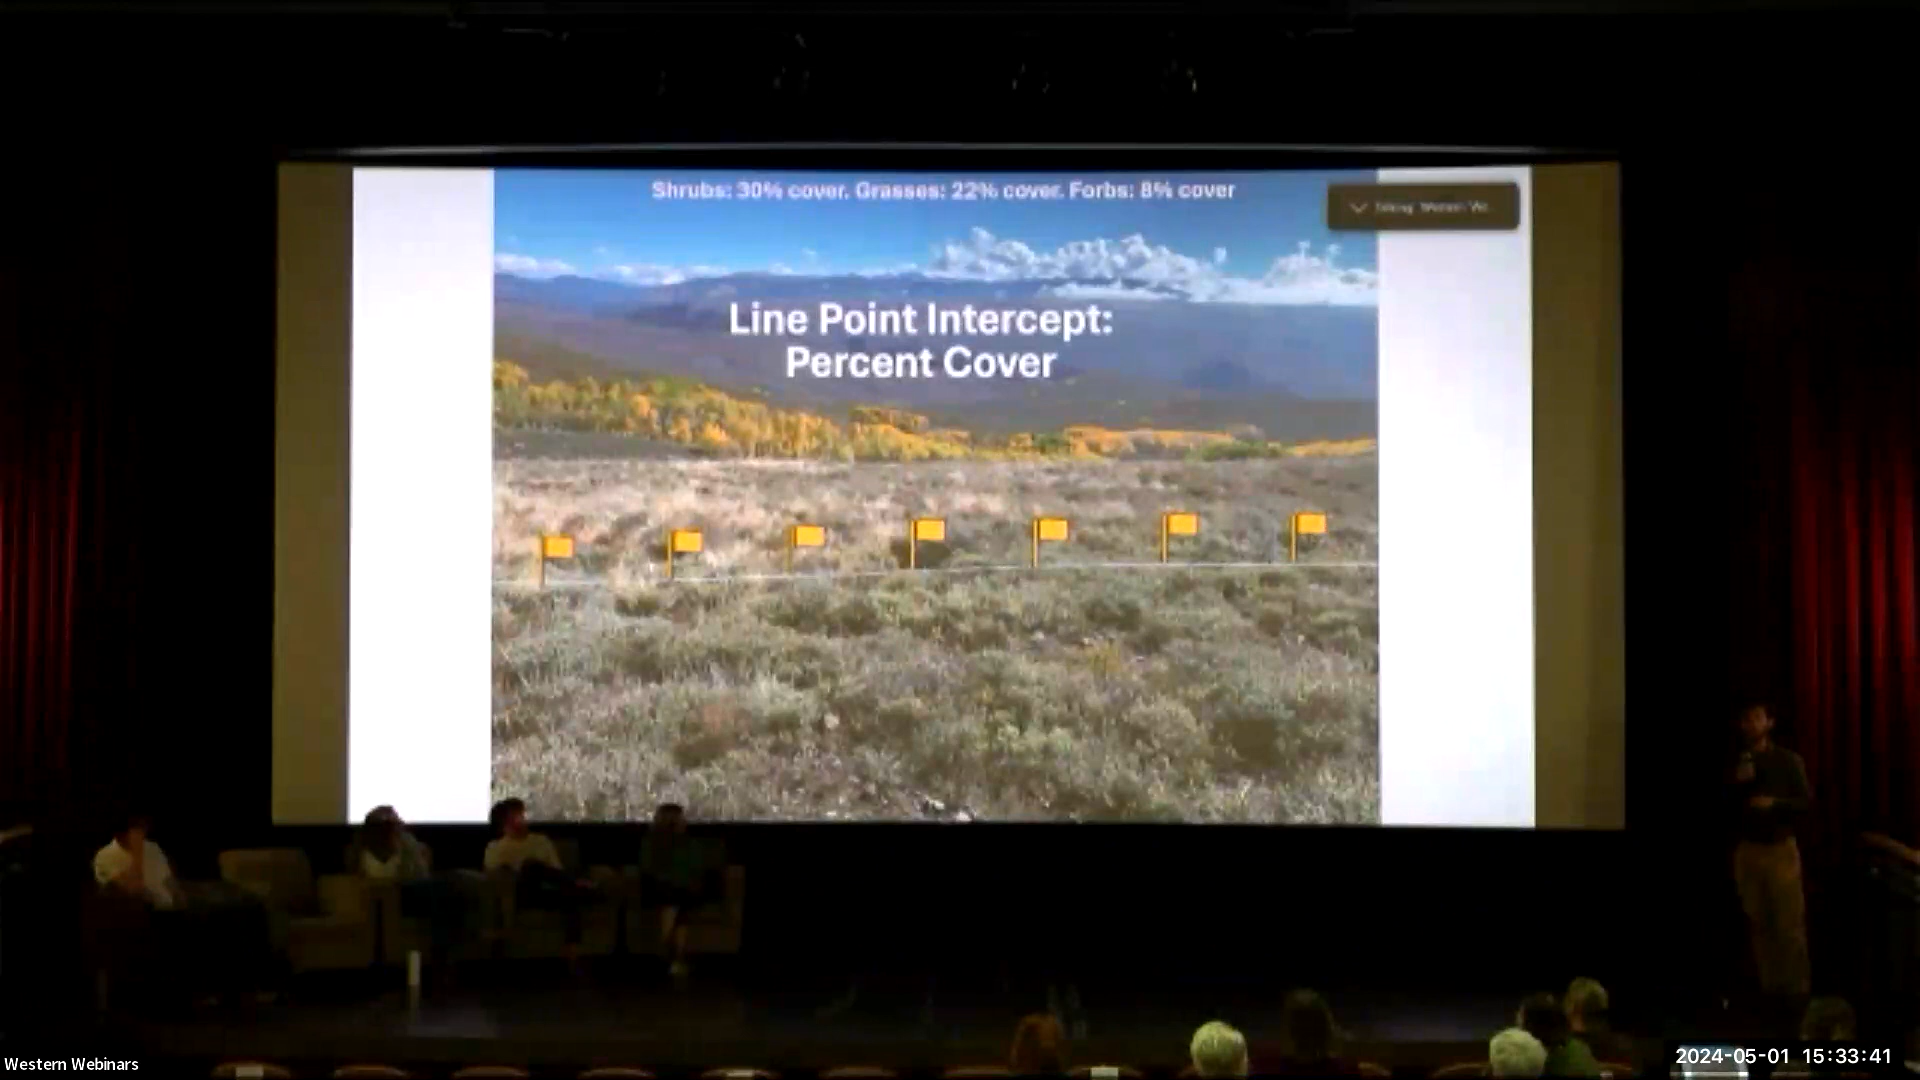 Shrubs: 30% cover. Grasses: 22% cover. Forbs: 8% cover
Line Point Intercept:
Percent Cover
Western Webinars
2024-05-01 15:33:41